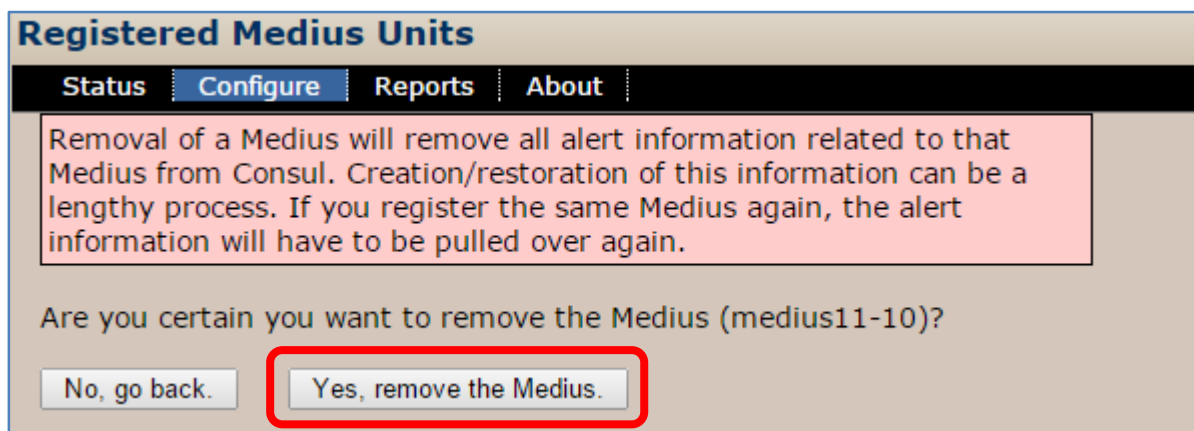 Registered Medius Units
Status Configure Reports About
Removal of a Medius will remove all alert information related to that
Medius from Consul. Creation/restoration of this information can be a
lengthy process. If you register the same Medius again, the alert
information will have to be pulled over again.
Are you certain you want to remove the Medius (medius11-10)?
No, go back. Yes, remove the Medius.